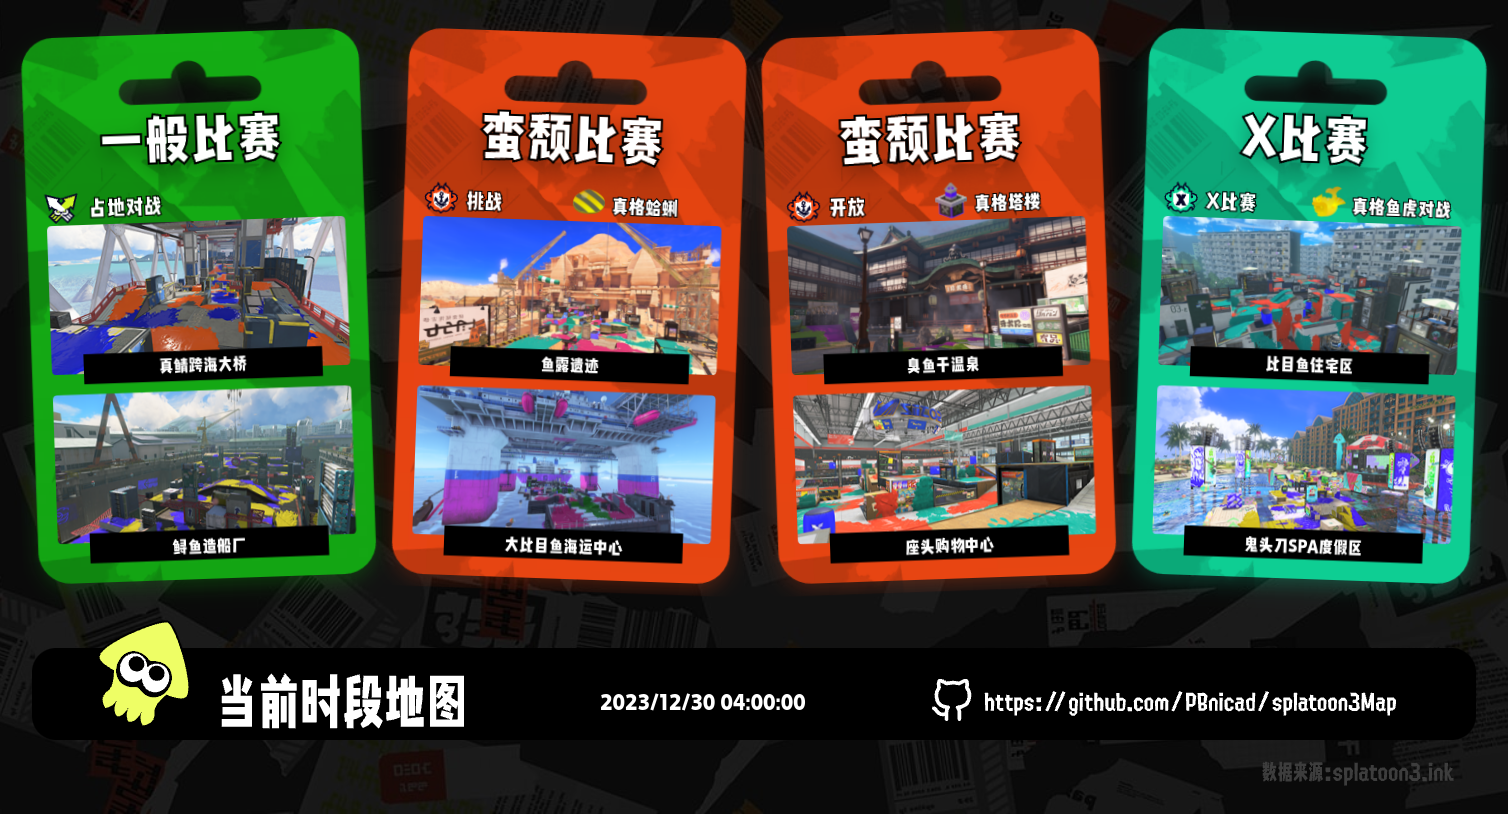 一般比赛
占地对战
真鲷跨海大桥
鲟鱼造船厂
蛮颓比赛
挑战
真格蛤蜊
鱼露遗迹
大比目鱼海运中心
蛮颓比赛
开放
真格塔楼
臭鱼干温泉
座头购物中心
X比赛
X比赛
真格鱼虎对战
比目鱼住宅区
鬼头刀SPA度假区
当前时段地图
2023/12/30 04:00:00
https://github.com/PBnicad/splatoon3Map
数据来源:splatoon3.ink